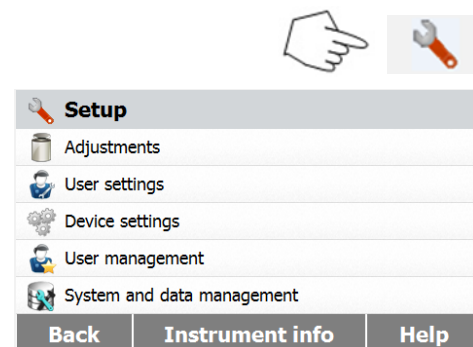 Setup
Adjustments
User settings
Device settings
User management
System and data management
Back Instrument info Help